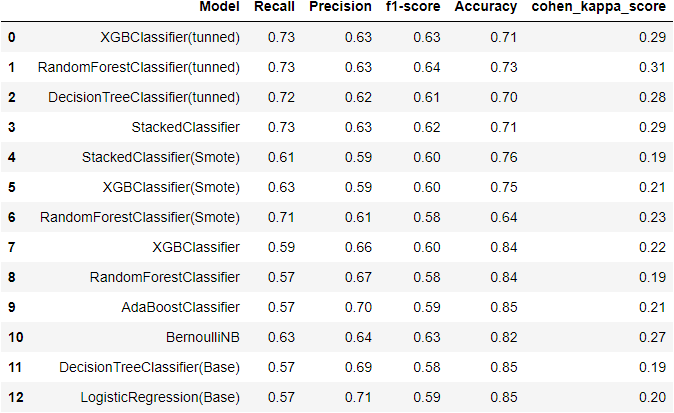 Model Recall Precision f1-score Accuracy cohen_kappa_score
0 XGBClassifier(tunned) 0.73 0.63 0.63 0.71 0.29
1 RandomForestClassifier(tunned) 0.73 0.63 0.64 0.73 0.31
2 DecisionTreeClassifier(tunned) 0.72 0.62 0.61 0.70 0.28
3 StackedClassifier 0.73 0.63 0.62 0.71 0.29
4 StackedClassifier(Smote) 0.61 0.59 0.60 0.76 0.19
5 XGBClassifier(Smote) 0.63 0.59 0.60 0.75 0.21
6 RandomForestClassifier(Smote) 0.71 0.61 0.58 0.64 0.23
7 XGBClassifier 0.59 0.66 0.60 0.84 0.22
8 RandomForestClassifier 0.57 0.67 0.58 0.84 0.19
9 AdaBoostClassifier 0.57 0.70 0.59 0.85 0.21
10 BernoulliNB 0.63 0.64 0.63 0.82 0.27
11 DecisionTreeClassifier(Base) 0.57 0.69 0.58 0.85 0.19
12 LogisticRegression(Base) 0.57 0.71 0.59 0.85 0.20